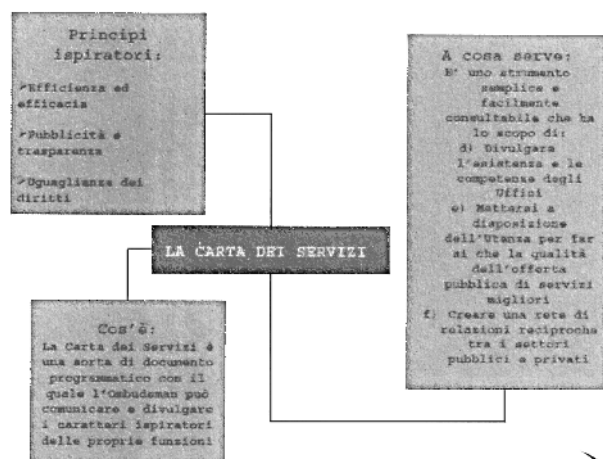 Principi
ispiratori:
➢Efficienza ed
efficacia
➢Pubblicità e
trasparenza
➢Uguaglianza dei
diritti
LA CARTA DEI SERVIZI
Cos'è:
La Carta dei Servizi è
una sorta di documento
programmatico con il
quale l'Ombudsman può
comunicare e divulgare
i caratteri ispiratori
delle proprie funzioni
A cosa serve:
E' uno strumento
semplice e
facilmente
consultabile che ha
lo scopo di:
d) Divulgare
l'esistenza e le
competenze degli
Uffici
e) Mettersi a
disposizione
dell'Utenza per far
si che la qualità
dell'offerta
pubblica di servizi
migliori
f) Creare una rete di
relazioni reciproche
tra i settori
pubblici e privati